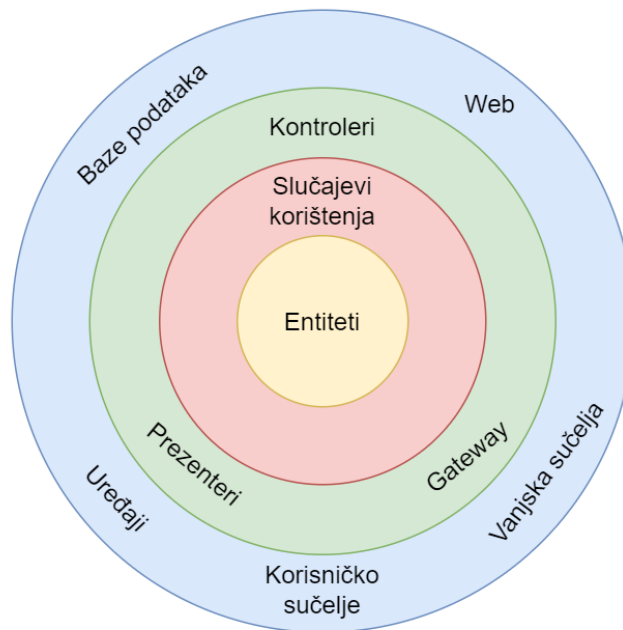 Baze podataka
Web
Kontroleri
Slučajevi
korištenja
Entiteti
Prezenteri
Gateway
Uređaji
Vanjska sučelja
Korisničko
sučelje